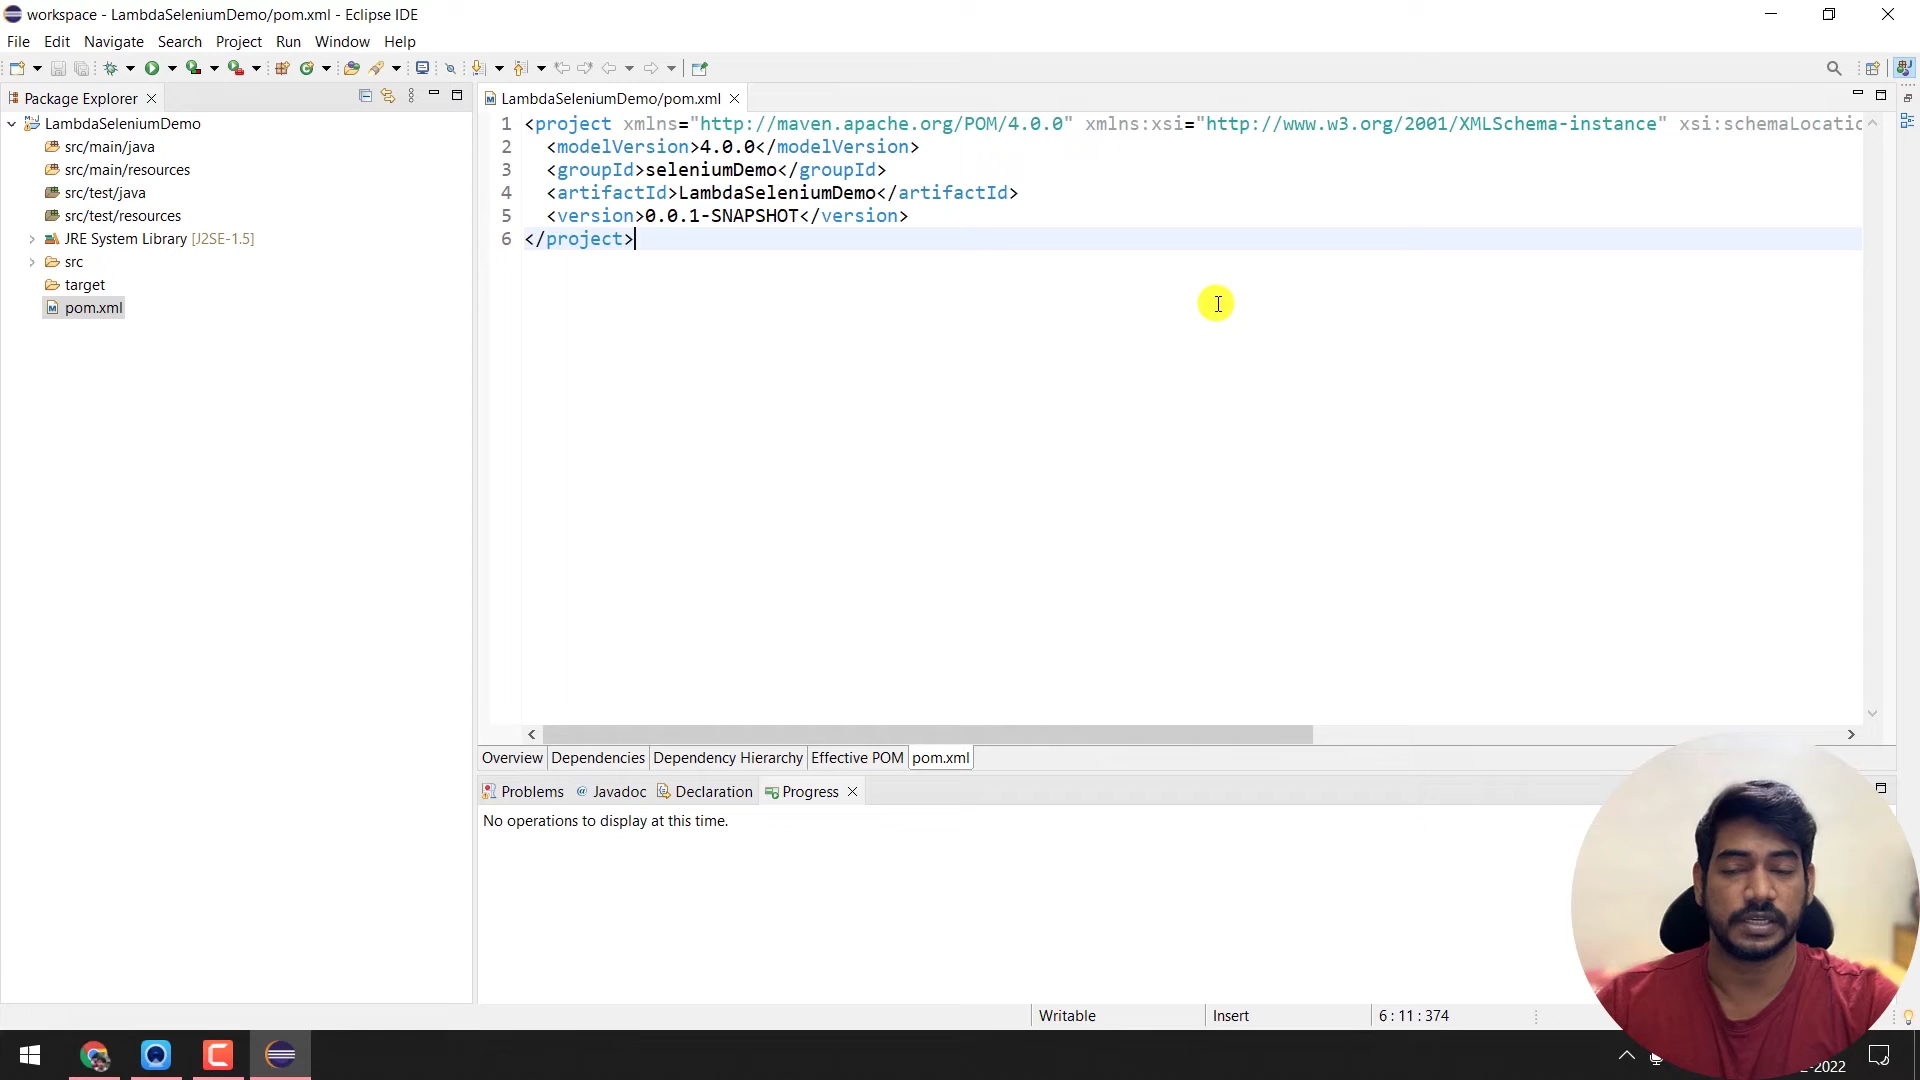 workspace - LambdaSeleniumDemo/pom.xml - Eclipse IDE
File Edit Navigate Search Project Run Window Help
Package Explorer
LambdaSeleniumDemo
src/main/java
src/main/resources
src/test/java
src/test/resources
JRE System Library [J2SE-1.5]
src
target
pom.xml
LambdaSeleniumDemo/pom.xml
1 <project xmlns="http://maven.apache.org/POM/4.0.0" xmlns:xsi="http://www.w3.org/2001/XMLSchema-instance" xsi:schemaLocatio
2 <modelVersion>4.0.0</modelVersion>
3 <groupId>seleniumDemo</groupId>
4 <artifactId>LambdaSeleniumDemo</artifactId>
5 <version>0.0.1-SNAPSHOT</version>
6 </project>
Overview Dependencies Dependency Hierarchy Effective POM pom.xml
Problems @ Javadoc Declaration Progress
No operations to display at this time.
Writable Insert 6 : 11 : 374
-2022